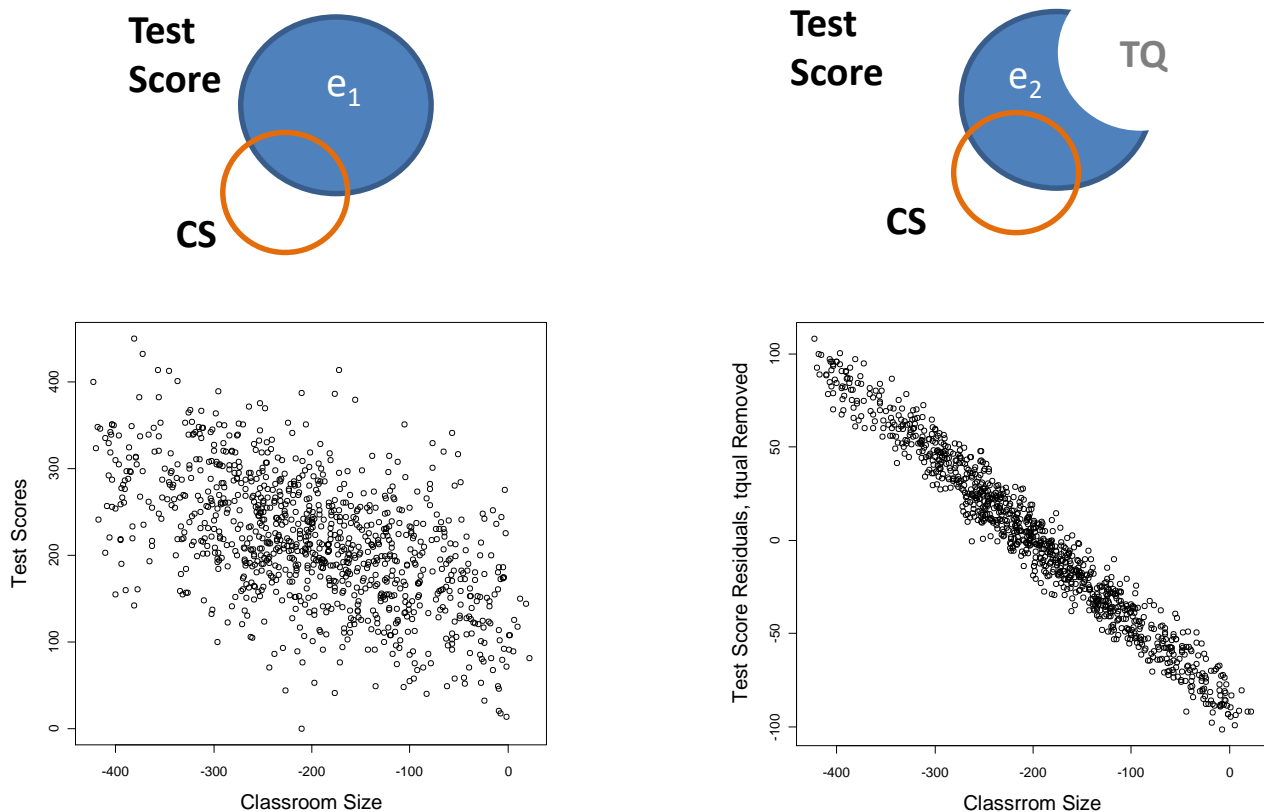 Test
Score
e1
CS
Test
Score
e2
TQ
CS
Test Scores
400
300
200
100
0
-400 -300 -200 -100 0
Classroom Size
Test Score Residuals, tqual Removed
100
50
0
-50
-100
-400 -300 -200 -100 0
Classrrom Size